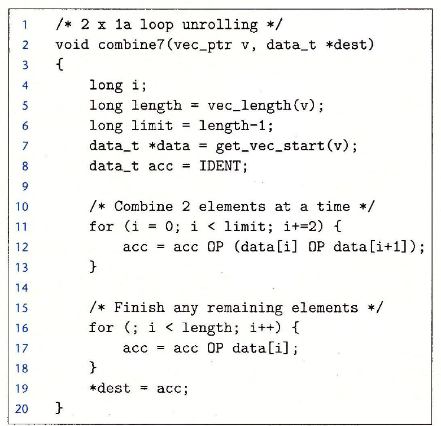 1 /* 2 x 1a loop unrolling */
2 void combine7(vec_ptr v, data_t *dest)
3 {
4     long i;
5     long length = vec_length(v);
6     long limit = length-1;
7     data_t *data = get_vec_start(v);
8     data_t acc = IDENT;
9
10     /* Combine 2 elements at a time */
11     for (i = 0; i < limit; i+=2) {
12         acc = acc OP (data[i] OP data[i+1]);
13     }
14
15     /* Finish any remaining elements */
16     for (; i < length; i++) {
17         acc = acc OP data[i];
18     }
19     *dest = acc;
20 }